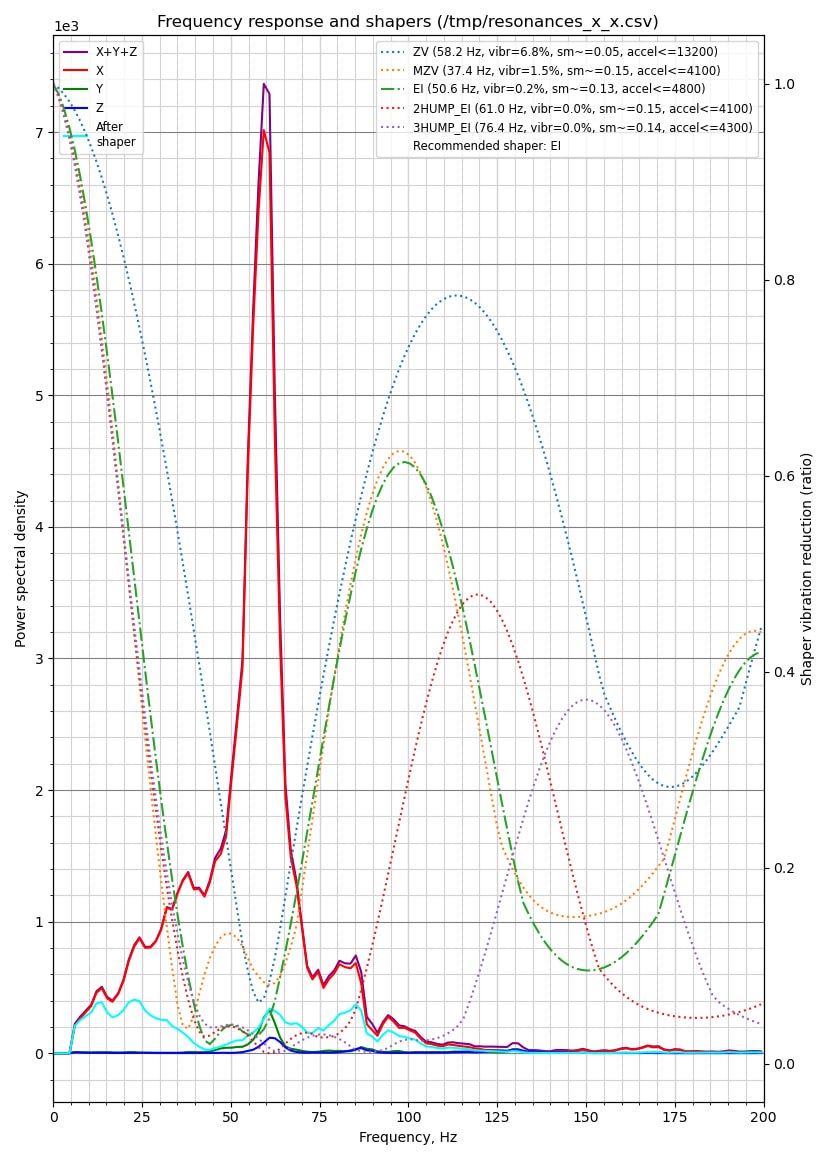 Frequency response and shapers (/tmp/resonances_x_x.csv)
1e3
X+Y+Z
X
Y
Z
After
shaper
ZV (58.2 Hz, vibr=6.8%, sm~=0.05, accel<=13200)
MZV (37.4 Hz, vibr=1.5%, sm~=0.15, accel<=4100)
EI (50.6 Hz, vibr=0.2%, sm~=0.13, accel<=4800)
2HUMP_EI (61.0 Hz, vibr=0.0%, sm~=0.15, accel<=4100)
3HUMP_EI (76.4 Hz, vibr=0.0%, sm~=0.14, accel<=4300)
Recommended shaper: EI
7
6
5
4
3
2
1
0
Power spectral density
1.0
0.8
0.6
0.4
0.2
0.0
Shaper vibration reduction (ratio)
0 25 50 75 100 125 150 175 200
Frequency, Hz